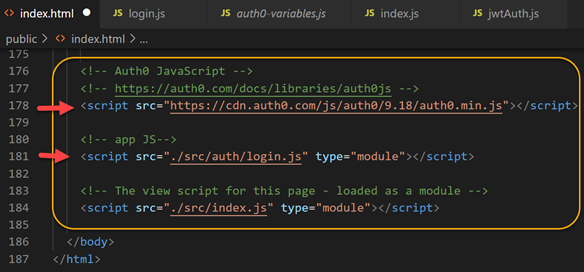 index.html JS login.js JS auth0-variables.js JS index.js JS jwtAuth.js
public > index.html > ...
175
176 <!-- Auth0 JavaScript -->
177 <!-- https://auth0.com/docs/libraries/auth0js -->
178 <script src="https://cdn.auth0.com/js/auth0/9.18/auth0.min.js"></script>
179
180 <!-- app JS-->
181 <script src="./src/auth/login.js" type="module"></script>
182
183 <!-- The view script for this page - loaded as a module -->
184 <script src="./src/index.js" type="module"></script>
185
186 </body>
187 </html>